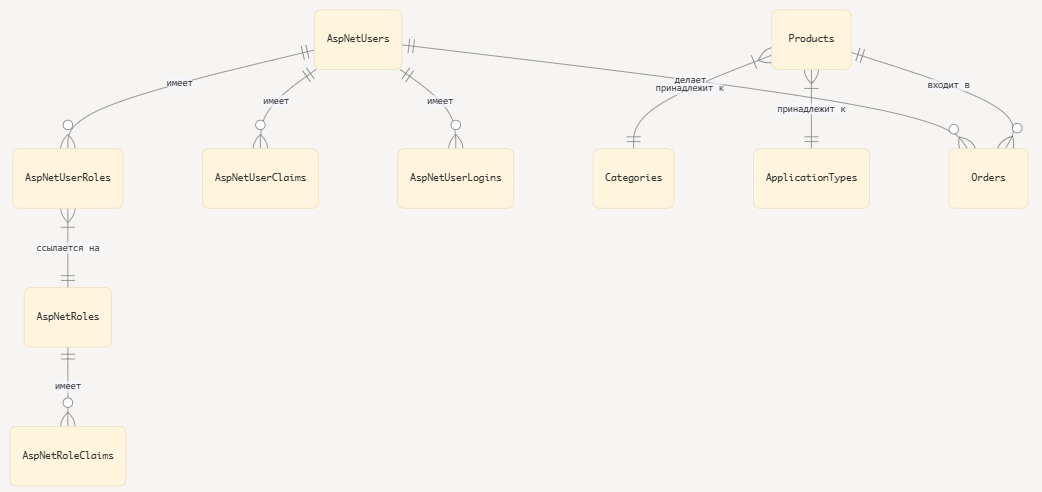 AspNetUsers
Products
имеет
имеет
имеет
делает
принадлежит к
принадлежит к
входит в
AspNetUserRoles
AspNetUserClaims
AspNetUserLogins
Categories
ApplicationTypes
Orders
ссылается на
AspNetRoles
имеет
AspNetRoleClaims